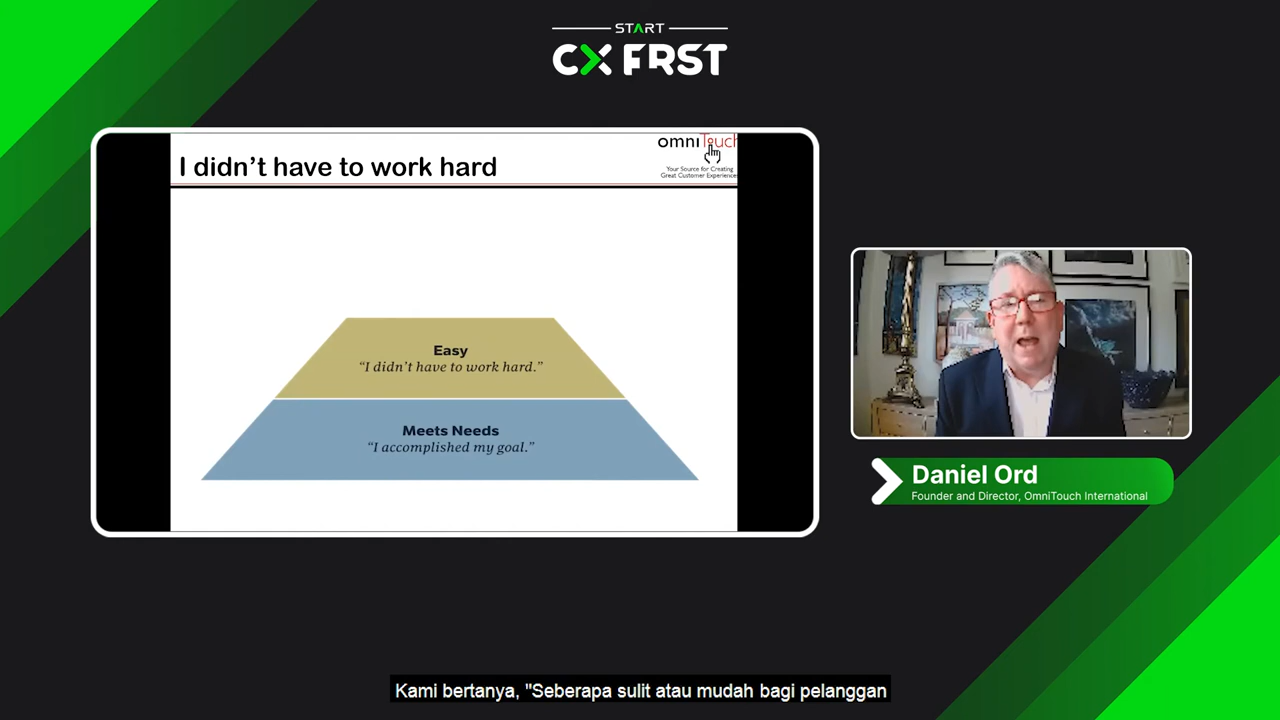 START
CX FRST
I didn't have to work hard
omniTouch
Your Source for Creating
Great Customer Experiences
Easy
“I didn't have to work hard.”
Meets Needs
“I accomplished my goal.”
Daniel Ord
Founder and Director, OmniTouch International
Kami bertanya, "Seberapa sulit atau mudah bagi pelanggan